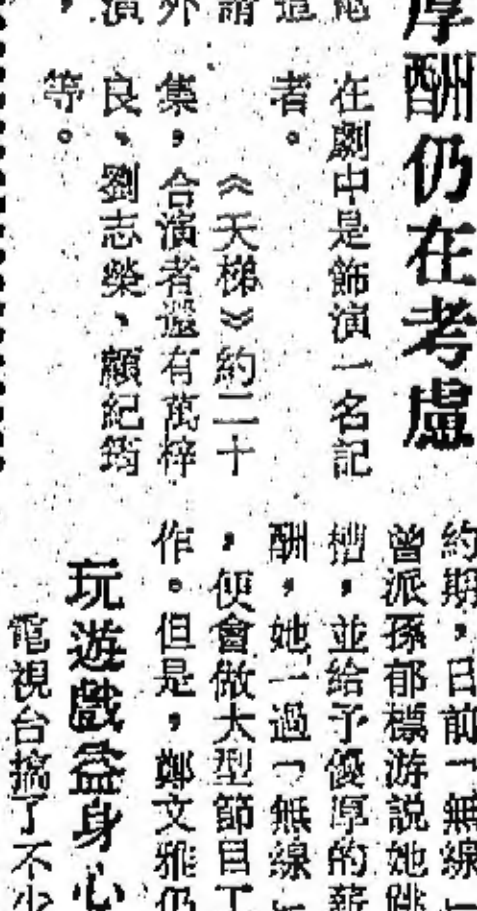 厚酬仍在考慮
在劇中是飾演一名記
者。
《天梯》約二十
集，合演者還有萬梓
良、劉志榮、顧紀筠
等。
約期，日前「無線」
曾派孫郁標游說她跳
槽，並給予優厚的薪
酬，她一過「無線」
，便會做大型節目工
作。但是，鄭文雅仍
玩遊戲益身心
電視台搞了不少